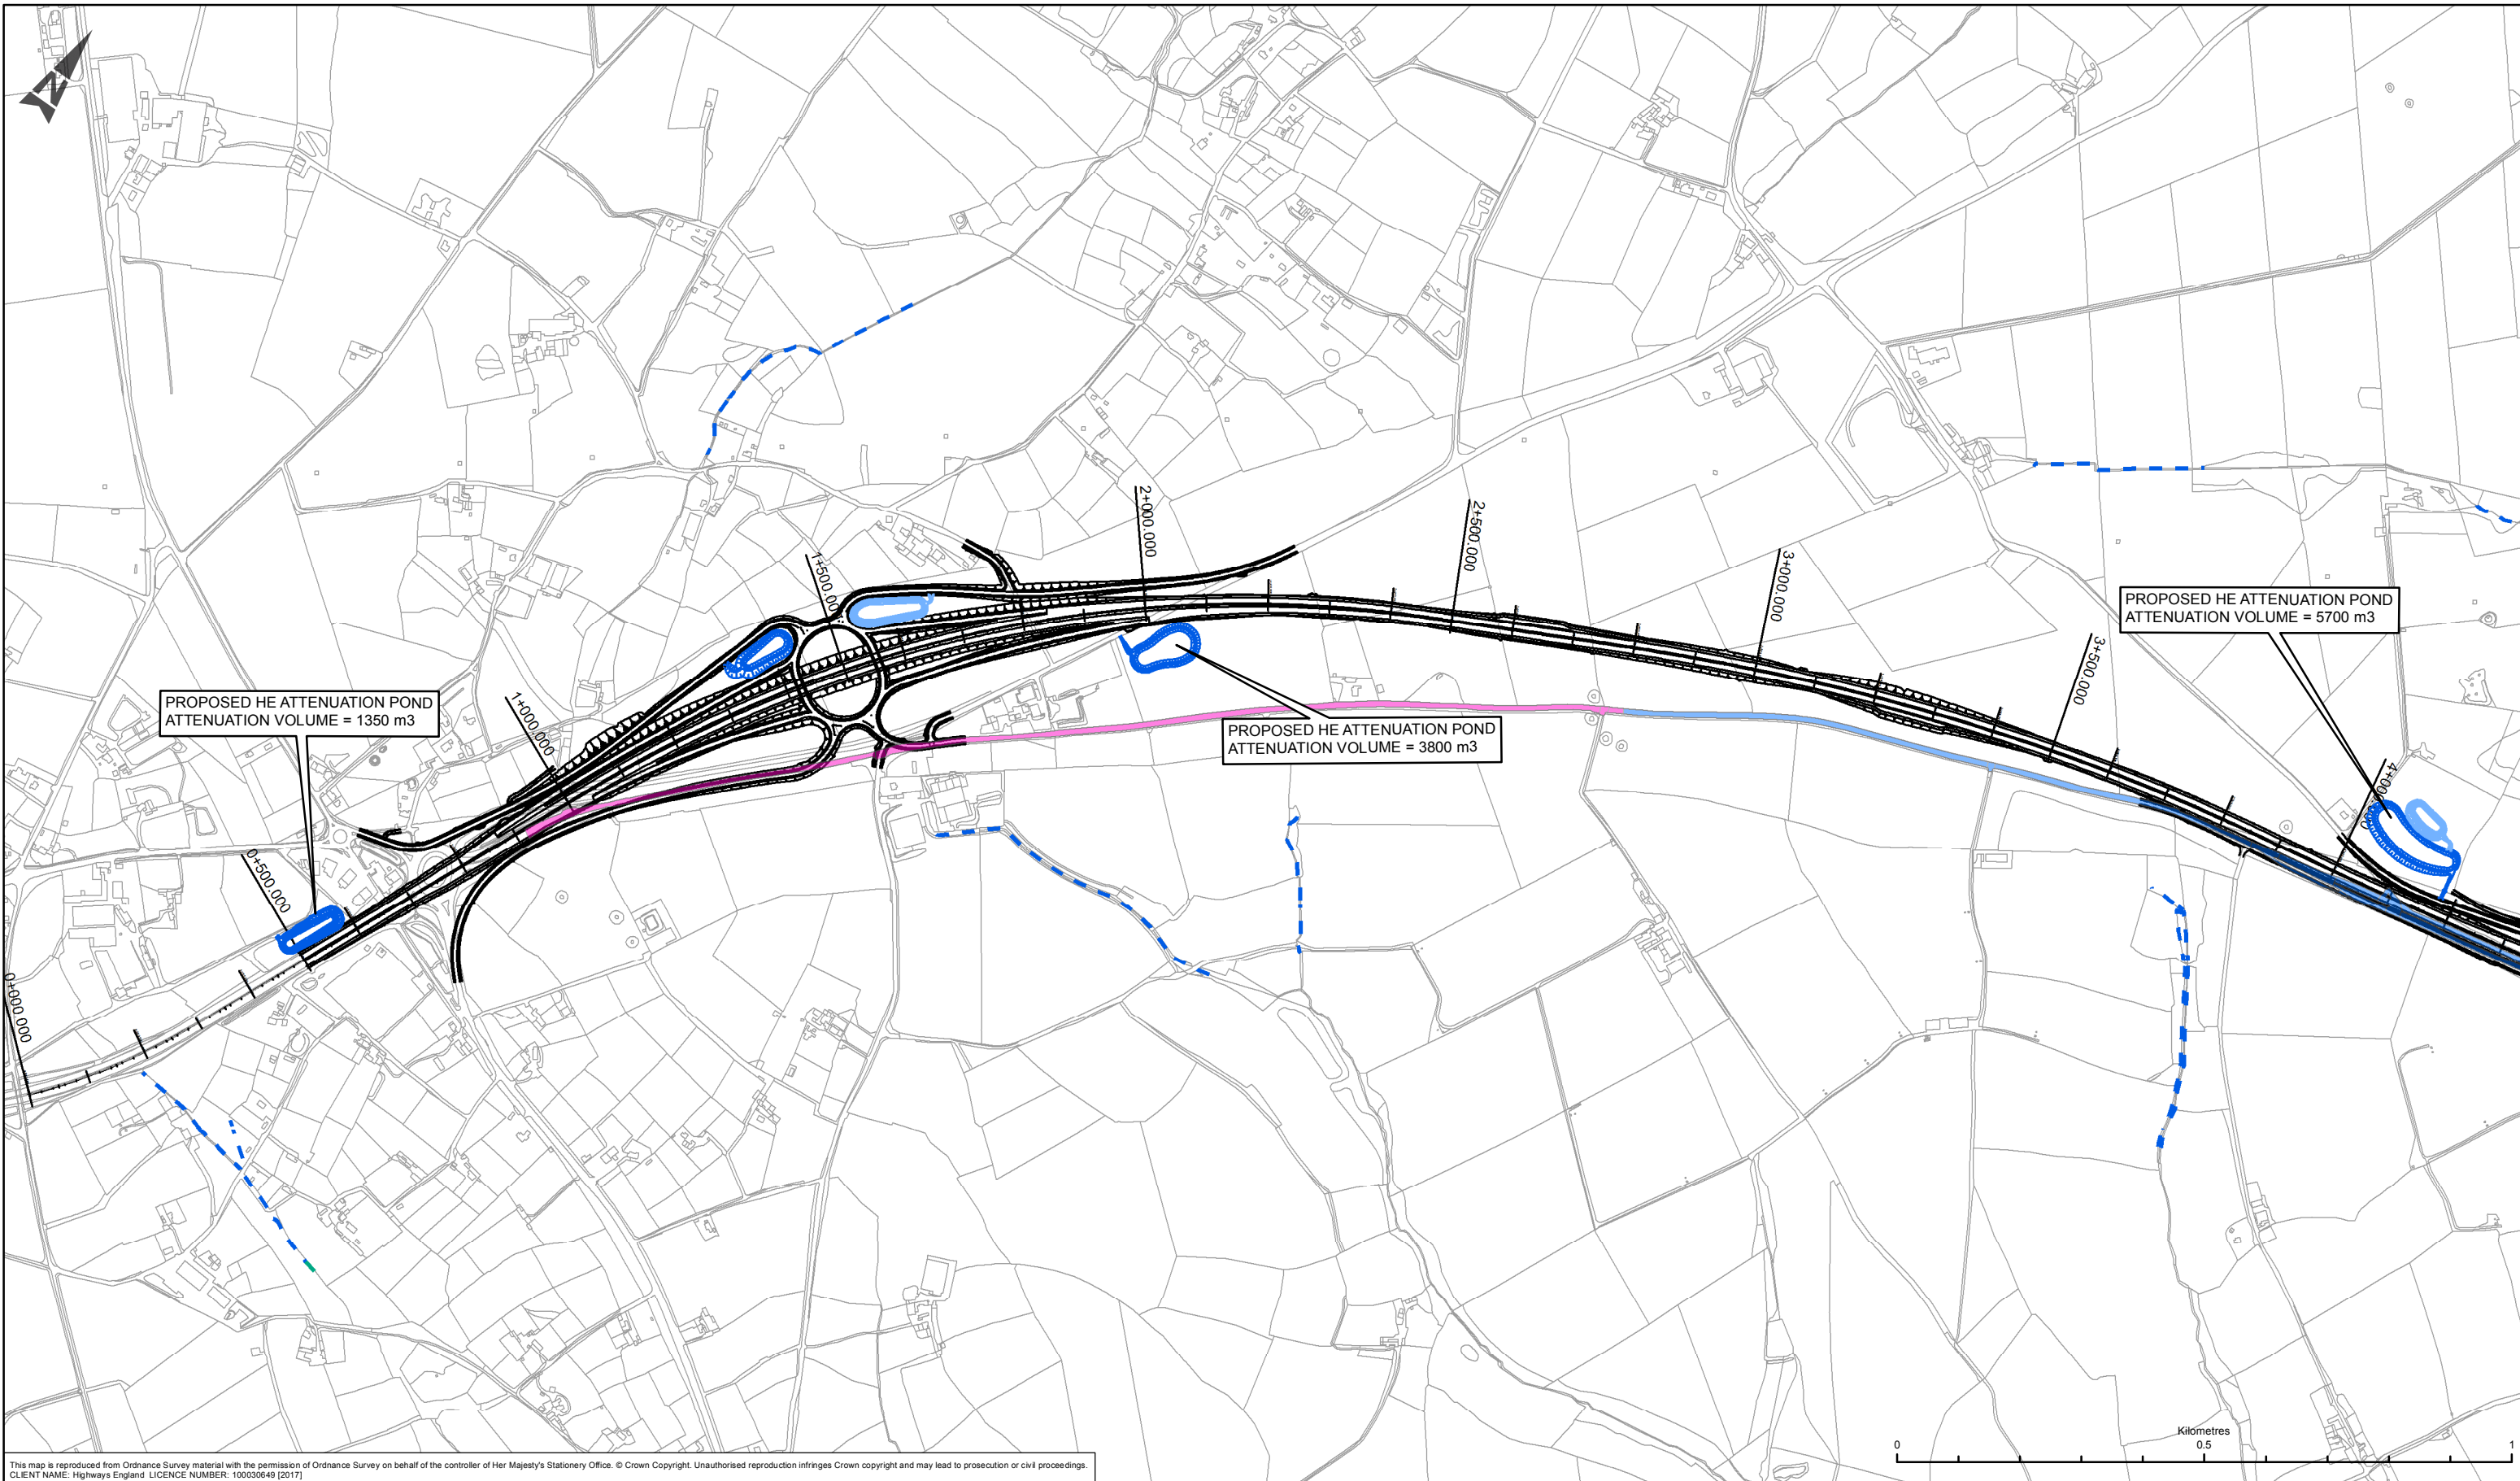 N
2+000.000
2+500.000
1+500.00
3+000.000
PROPOSED HE ATTENUATION POND
ATTENUATION VOLUME = 5700 m3
3+500.000
PROPOSED HE ATTENUATION POND
ATTENUATION VOLUME = 1350 m3
1+000.000
PROPOSED HE ATTENUATION POND
ATTENUATION VOLUME = 3800 m3
0+500.000
0+000.000
Kilometres
0
0.5
1
This map is reproduced from Ordnance Survey material with the permission of Ordnance Survey on behalf of the controller of Her Majesty's Stationery Office. © Crown Copyright. Unauthorised reproduction infringes Crown copyright and may lead to prosecution or civil proceedings.
CLIENT NAME: Highways England LICENCE NUMBER: 100030649 [2017]